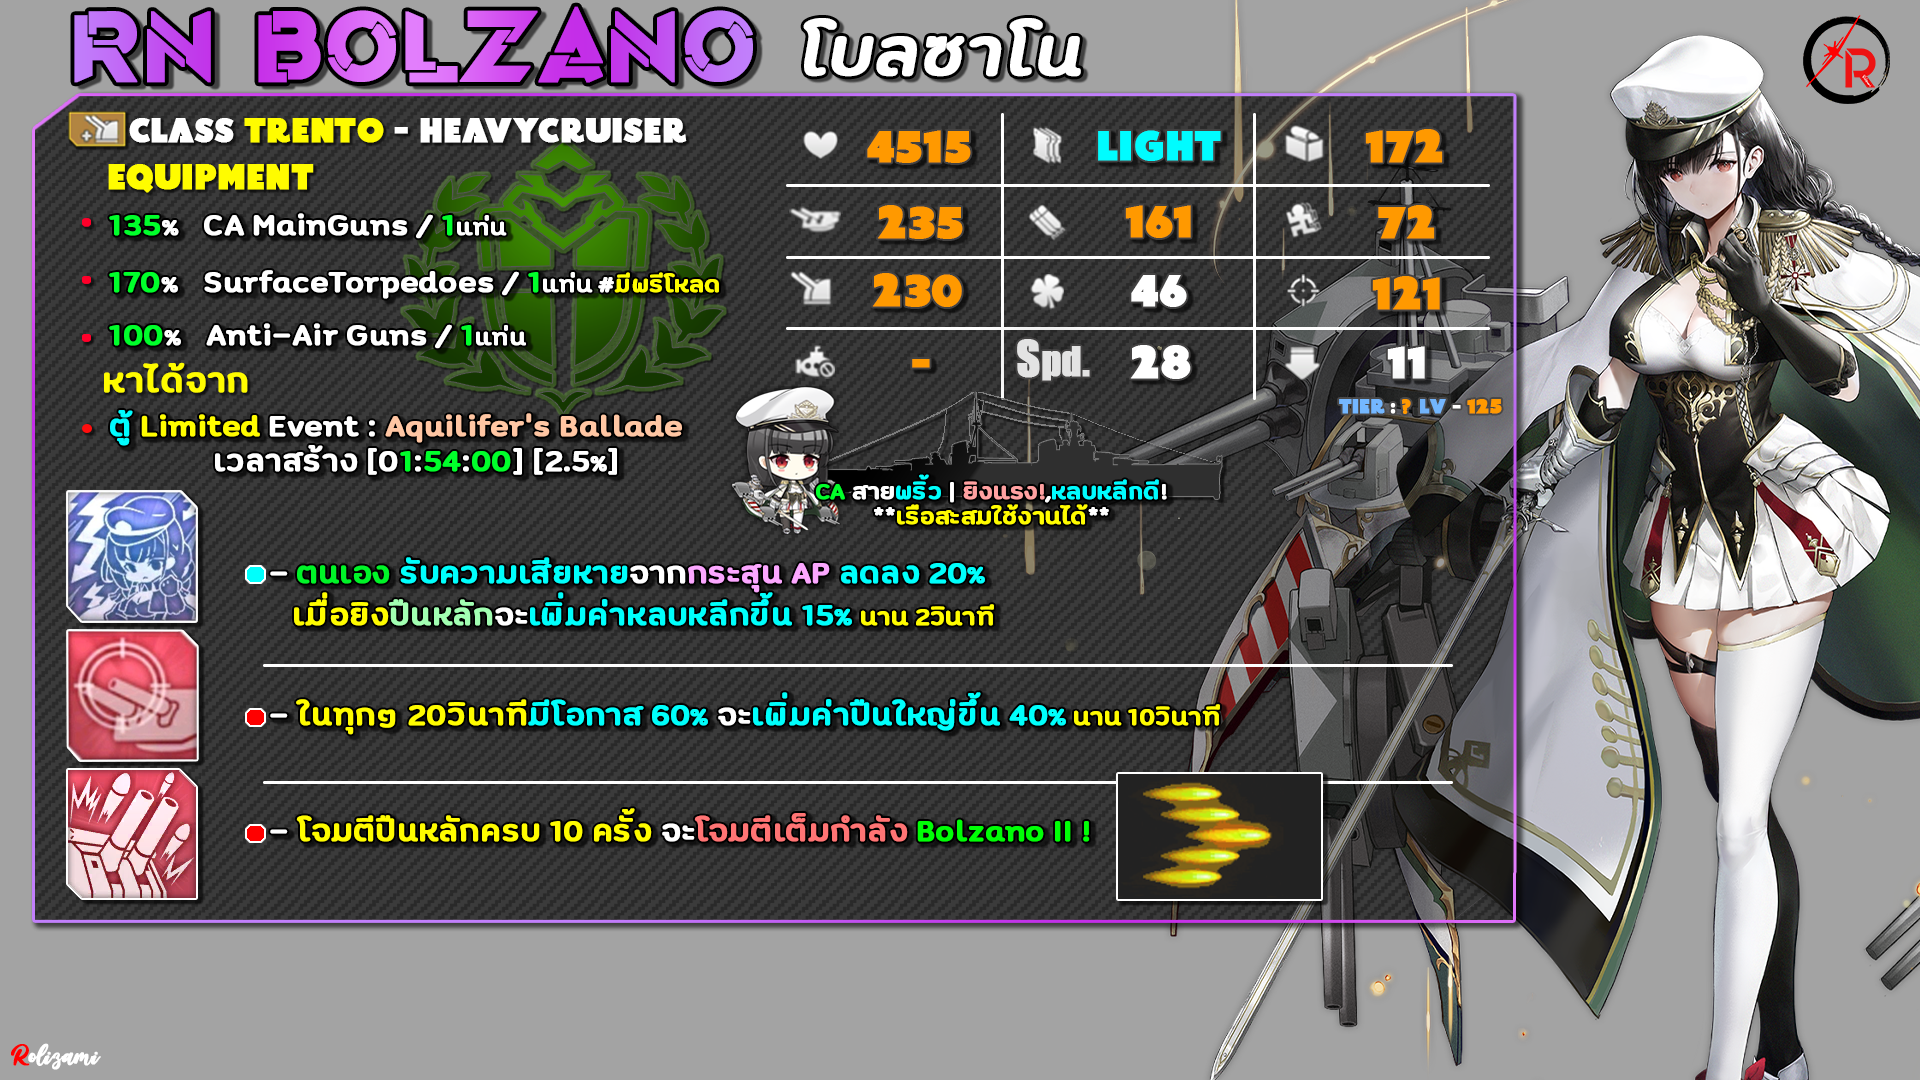 RN BOLZANO โบลซาโน
R
CLASS TRENTO - HEAVYCRUISER
EQUIPMENT
135% CA MainGuns / 1แท่น
170% SurfaceTorpedoes / 1แท่น #มีพรีโหลด
100% Anti-Air Guns / 1แท่น
หาได้จาก
ตู้ Limited Event : Aquilifer's Ballade
เวลาสร้าง [01:54:00] [2.5%]
4515 LIGHT 172
235 161 72
230 46 121
- Spd. 28 11
TIER : ? LV - 125
CA สายพริ้ว | ยิงแรง!,หลบหลีกดี!
**เรือสะสมใช้งานได้**
- ตนเอง รับความเสียหายจากกระสุน AP ลดลง 20%
เมื่อยิงปืนหลักจะเพิ่มค่าหลบหลีกขึ้น 15% นาน 2วินาที
- ในทุกๆ 20วินาทีมีโอกาส 60% จะเพิ่มค่าปืนใหญ่ขึ้น 40% นาน 10วินาที
- โจมตีปืนหลักครบ 10 ครั้ง จะโจมตีเต็มกำลัง Bolzano II !
Rolizami